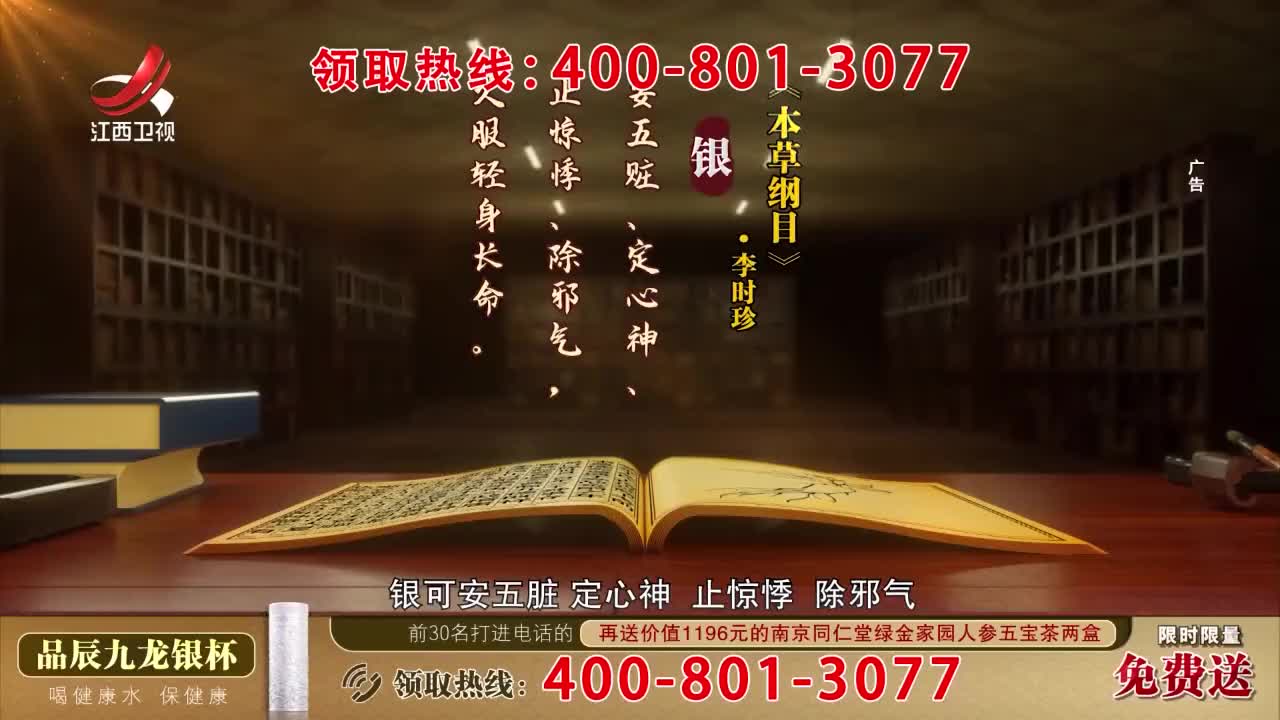 领取热线：400-801-3077
江西卫视
广告
《本草纲目》
·李时珍
银
安五脏、定心神、
止惊悸、除邪气，
久服轻身长命。
银可安五脏 定心神 止惊悸 除邪气
品辰九龙银杯
喝健康水 保健康
前30名打进电话的 再送价值1196元的南京同仁堂绿金家园人参五宝茶两盒
领取热线：400-801-3077
限时限量
免费送